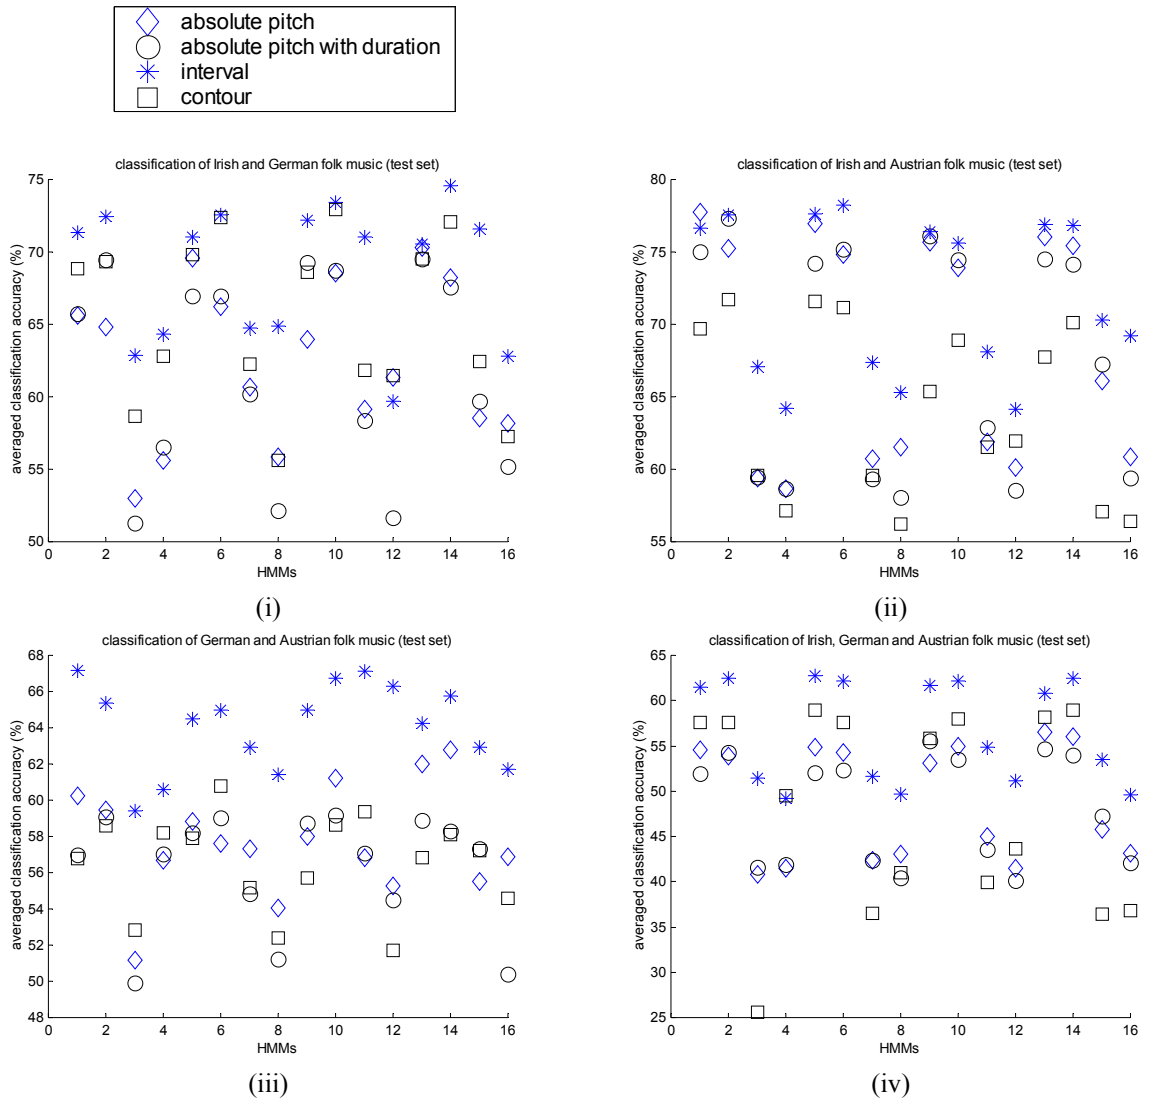 absolute pitch
absolute pitch with duration
interval
contour
classification of Irish and German folk music (test set)
75
70
65
60
55
50
averaged classification accuracy (%)
0 2 4 6 8 10 12 14 16
HMMs
(i)
classification of Irish and Austrian folk music (test set)
80
75
70
65
60
55
averaged classification accuracy (%)
0 2 4 6 8 10 12 14 16
HMMs
(ii)
classification of German and Austrian folk music (test set)
68
66
64
62
60
58
56
54
52
50
48
averaged classification accuracy (%)
0 2 4 6 8 10 12 14 16
HMMs
(iii)
classification of Irish, German and Austrian folk music (test set)
65
60
55
50
45
40
35
30
25
averaged classification accuracy (%)
0 2 4 6 8 10 12 14 16
HMMs
(iv)